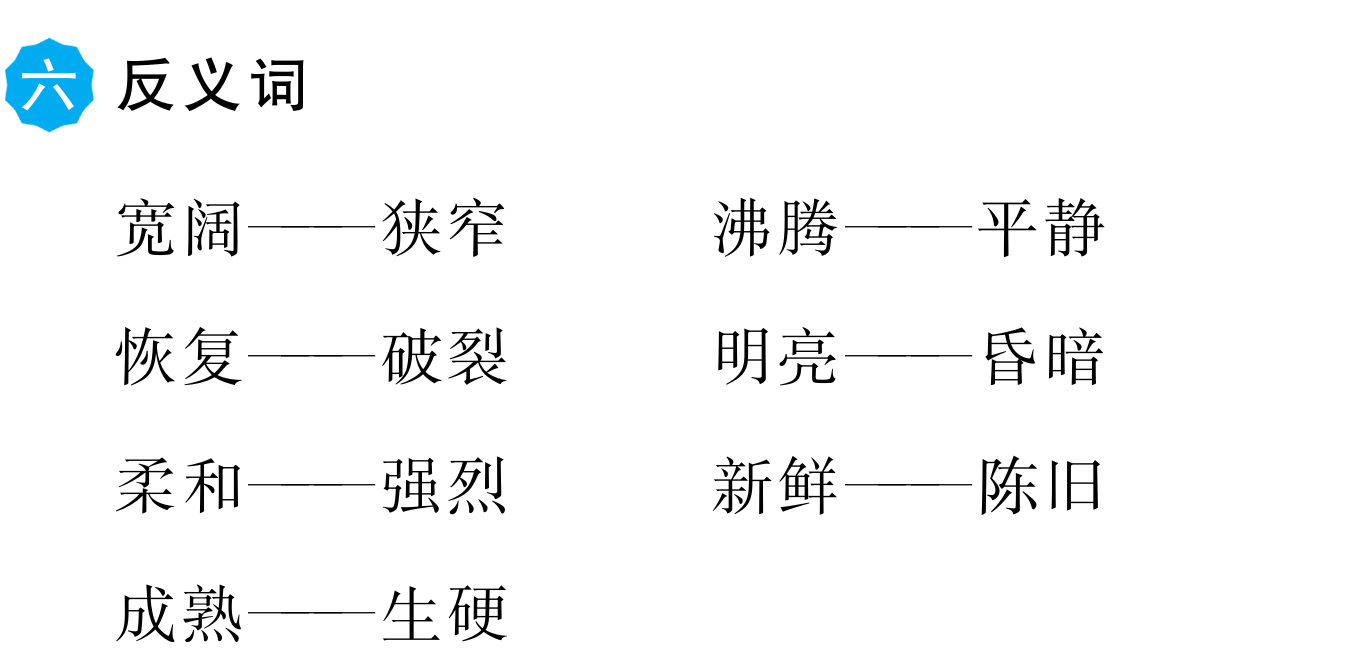 六 反义词
宽阔——狭窄 沸腾——平静
恢复——破裂 明亮——昏暗
柔和——强烈 新鲜——陈旧
成熟——生硬